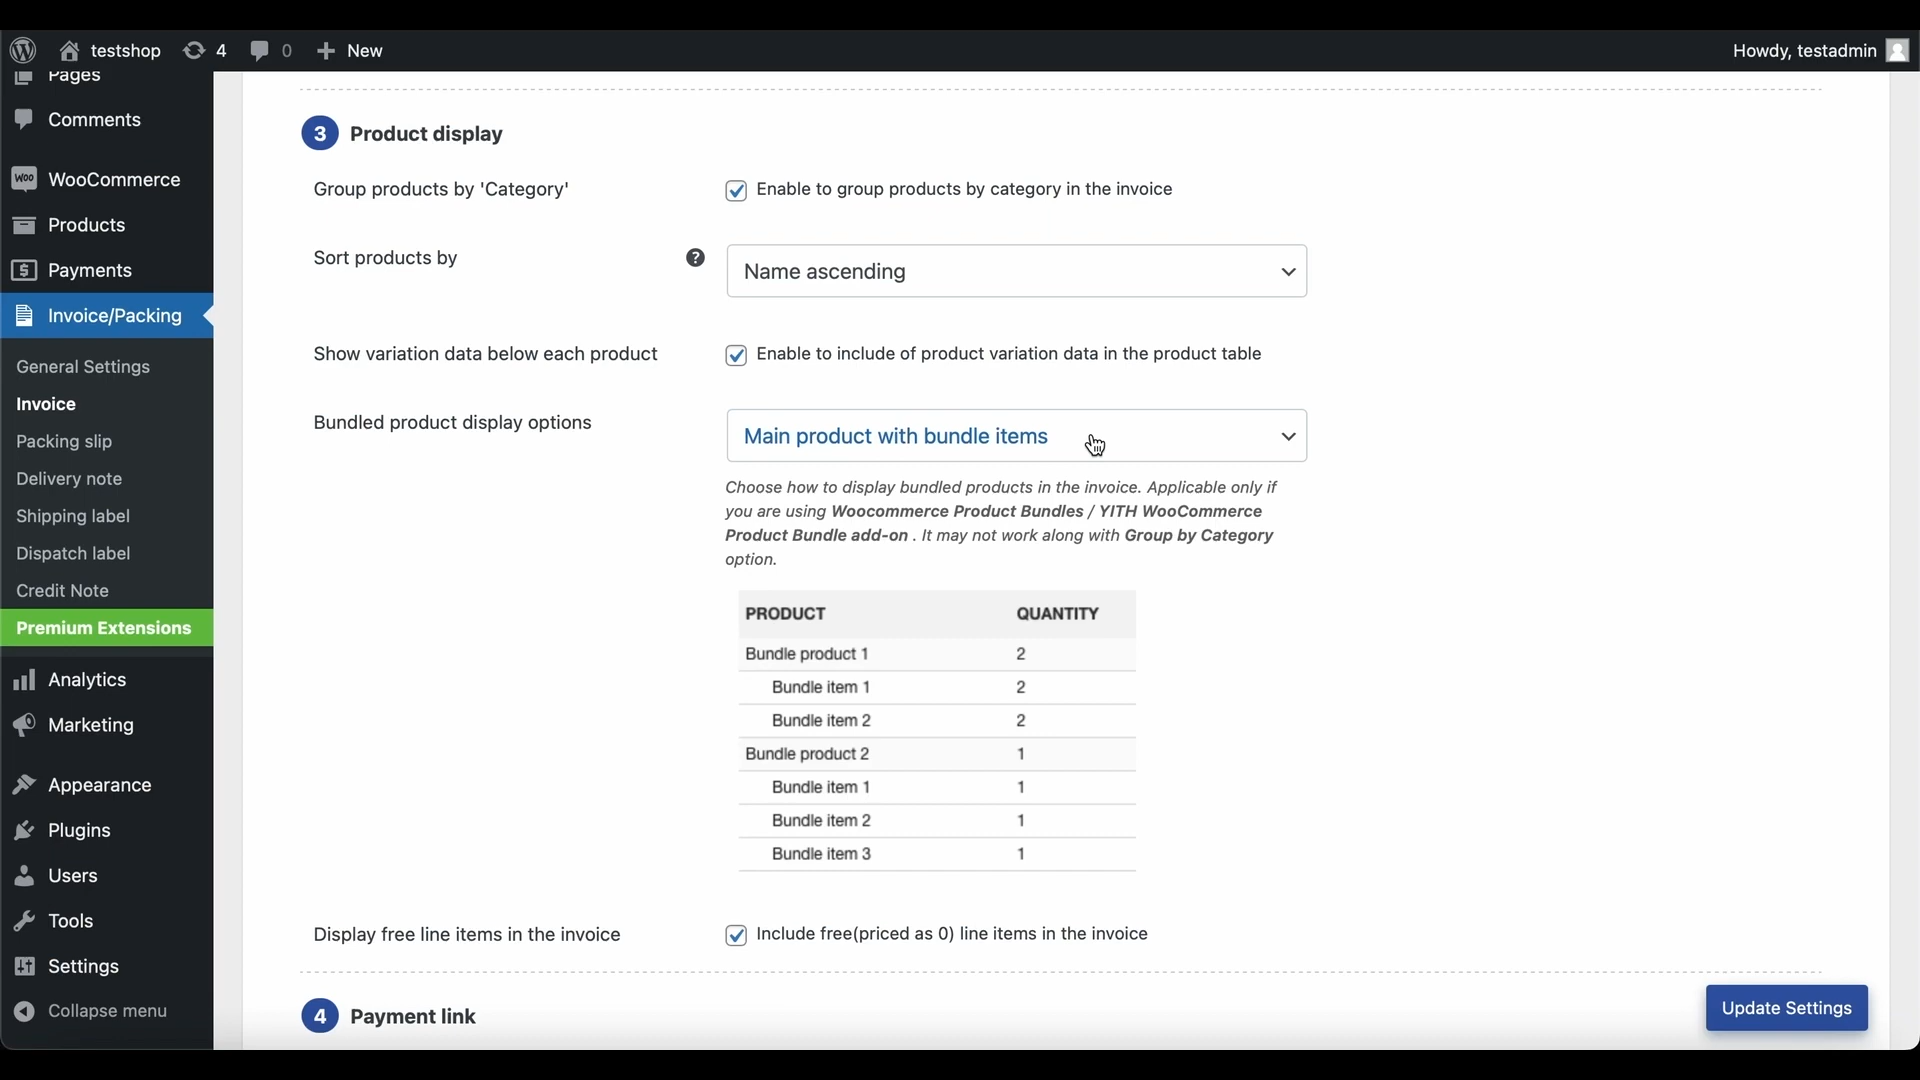 testshop 4 0 New Howdy, testadmin
Pages
Comments
WooCommerce
Products
Payments
Invoice/Packing
General Settings
Invoice
Packing slip
Delivery note
Shipping label
Dispatch label
Credit Note
Premium Extensions
Analytics
Marketing
Appearance
Plugins
Users
Tools
Settings
Collapse menu
3 Product display
Group products by 'Category' Enable to group products by category in the invoice
Sort products by ? Name ascending
Show variation data below each product Enable to include of product variation data in the product table
Bundled product display options Main product with bundle items
Choose how to display bundled products in the invoice. Applicable only if
you are using Woocommerce Product Bundles / YITH WooCommerce
Product Bundle add-on . It may not work along with Group by Category
option.
PRODUCT QUANTITY
Bundle product 1 2
Bundle item 1 2
Bundle item 2 2
Bundle product 2 1
Bundle item 1 1
Bundle item 2 1
Bundle item 3 1
Display free line items in the invoice Include free(priced as 0) line items in the invoice
4 Payment link
Update Settings